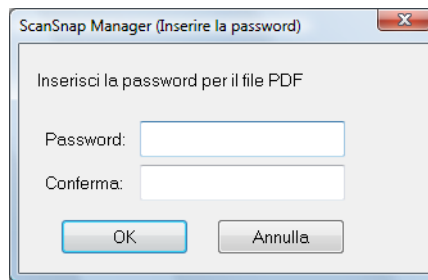 ScanSnap Manager (Inserire la password)
Inserisci la password per il file PDF
Password:
Conferma:
OK Annulla